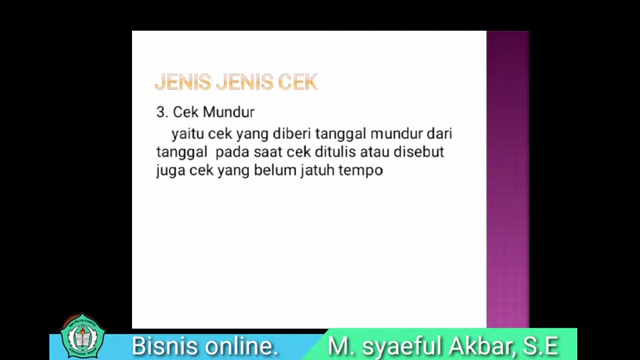 JENIS JENIS CEK
3. Cek Mundur
yaitu cek yang diberi tanggal mundur dari
tanggal pada saat cek ditulis atau disebut
juga cek yang belum jatuh tempo
Bisnis online.
M. syaeful Akbar, S.E